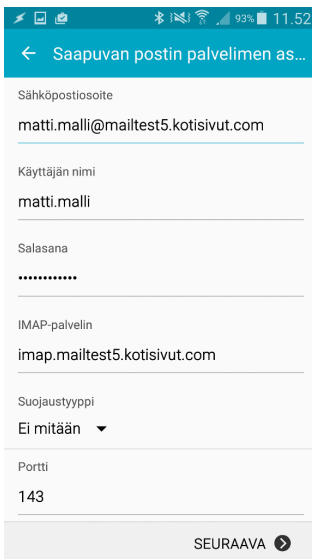 93% 11.52
Saapuvan postin palvelimen as...
Sähköpostiosoite
matti.malli@mailtest5.kotisivut.com
Käyttäjän nimi
matti.malli
Salasana
••••••••••••
IMAP-palvelin
imap.mailtest5.kotisivut.com
Suojaustyyppi
Ei mitään
Portti
143
SEURAAVA